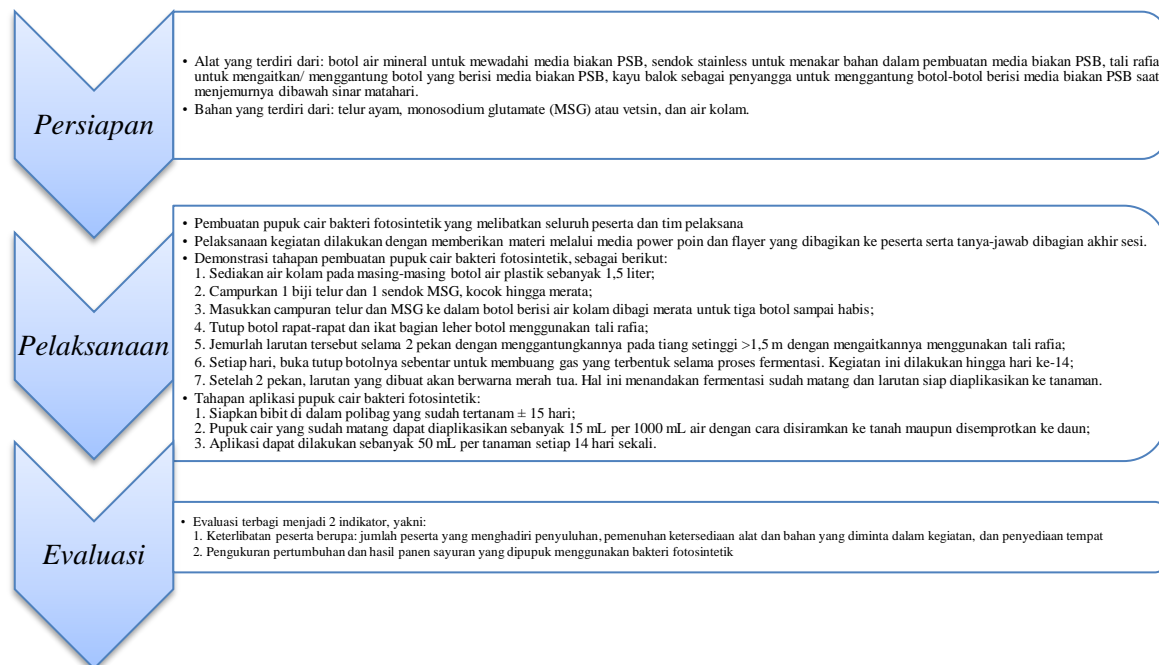 Persiapan
• Alat yang terdiri dari: botol air mineral untuk mewadahi media biakan PSB, sendok stainless untuk menakar bahan dalam pembuatan media biakan PSB, tali rafia
untuk mengaitkan/ menggantung botol yang berisi media biakan PSB, kayu balok sebagai penyangga untuk menggantung botol-botol berisi media biakan PSB saat
menjemurnya dibawah sinar matahari.
• Bahan yang terdiri dari: telur ayam, monosodium glutamate (MSG) atau vetsin, dan air kolam.
Pelaksanaan
• Pembuatan pupuk cair bakteri fotosintetik yang melibatkan seluruh peserta dan tim pelaksana
• Pelaksanaan kegiatan dilakukan dengan memberikan materi melalui media power poin dan flayer yang dibagikan ke peserta serta tanya-jawab dibagian akhir sesi.
• Demonstrasi tahapan pembuatan pupuk cair bakteri fotosintetik, sebagai berikut:
1. Sediakan air kolam pada masing-masing botol air plastik sebanyak 1,5 liter;
2. Campurkan 1 biji telur dan 1 sendok MSG, kocok hingga merata;
3. Masukkan campuran telur dan MSG ke dalam botol berisi air kolam dibagi merata untuk tiga botol sampai habis;
4. Tutup botol rapat-rapat dan ikat bagian leher botol menggunakan tali rafia;
5. Jemurlah larutan tersebut selama 2 pekan dengan menggantungkannya pada tiang setinggi >1,5 m dengan mengaitkannya menggunakan tali rafia;
6. Setiap hari, buka tutup botolnya sebentar untuk membuang gas yang terbentuk selama proses fermentasi. Kegiatan ini dilakukan hingga hari ke-14;
7. Setelah 2 pekan, larutan yang dibuat akan berwarna merah tua. Hal ini menandakan fermentasi sudah matang dan larutan siap diaplikasikan ke tanaman.
• Tahapan aplikasi pupuk cair bakteri fotosintetik:
1. Siapkan bibit di dalam polibag yang sudah tertanam ± 15 hari;
2. Pupuk cair yang sudah matang dapat diaplikasikan sebanyak 15 mL per 1000 mL air dengan cara disiramkan ke tanah maupun disemprotkan ke daun;
3. Aplikasi dapat dilakukan sebanyak 50 mL per tanaman setiap 14 hari sekali.
Evaluasi
• Evaluasi terbagi menjadi 2 indikator, yakni:
1. Keterlibatan peserta berupa: jumlah peserta yang menghadiri penyuluhan, pemenuhan ketersediaan alat dan bahan yang diminta dalam kegiatan, dan penyediaan tempat
2. Pengukuran pertumbuhan dan hasil panen sayuran yang dipupuk menggunakan bakteri fotosintetik